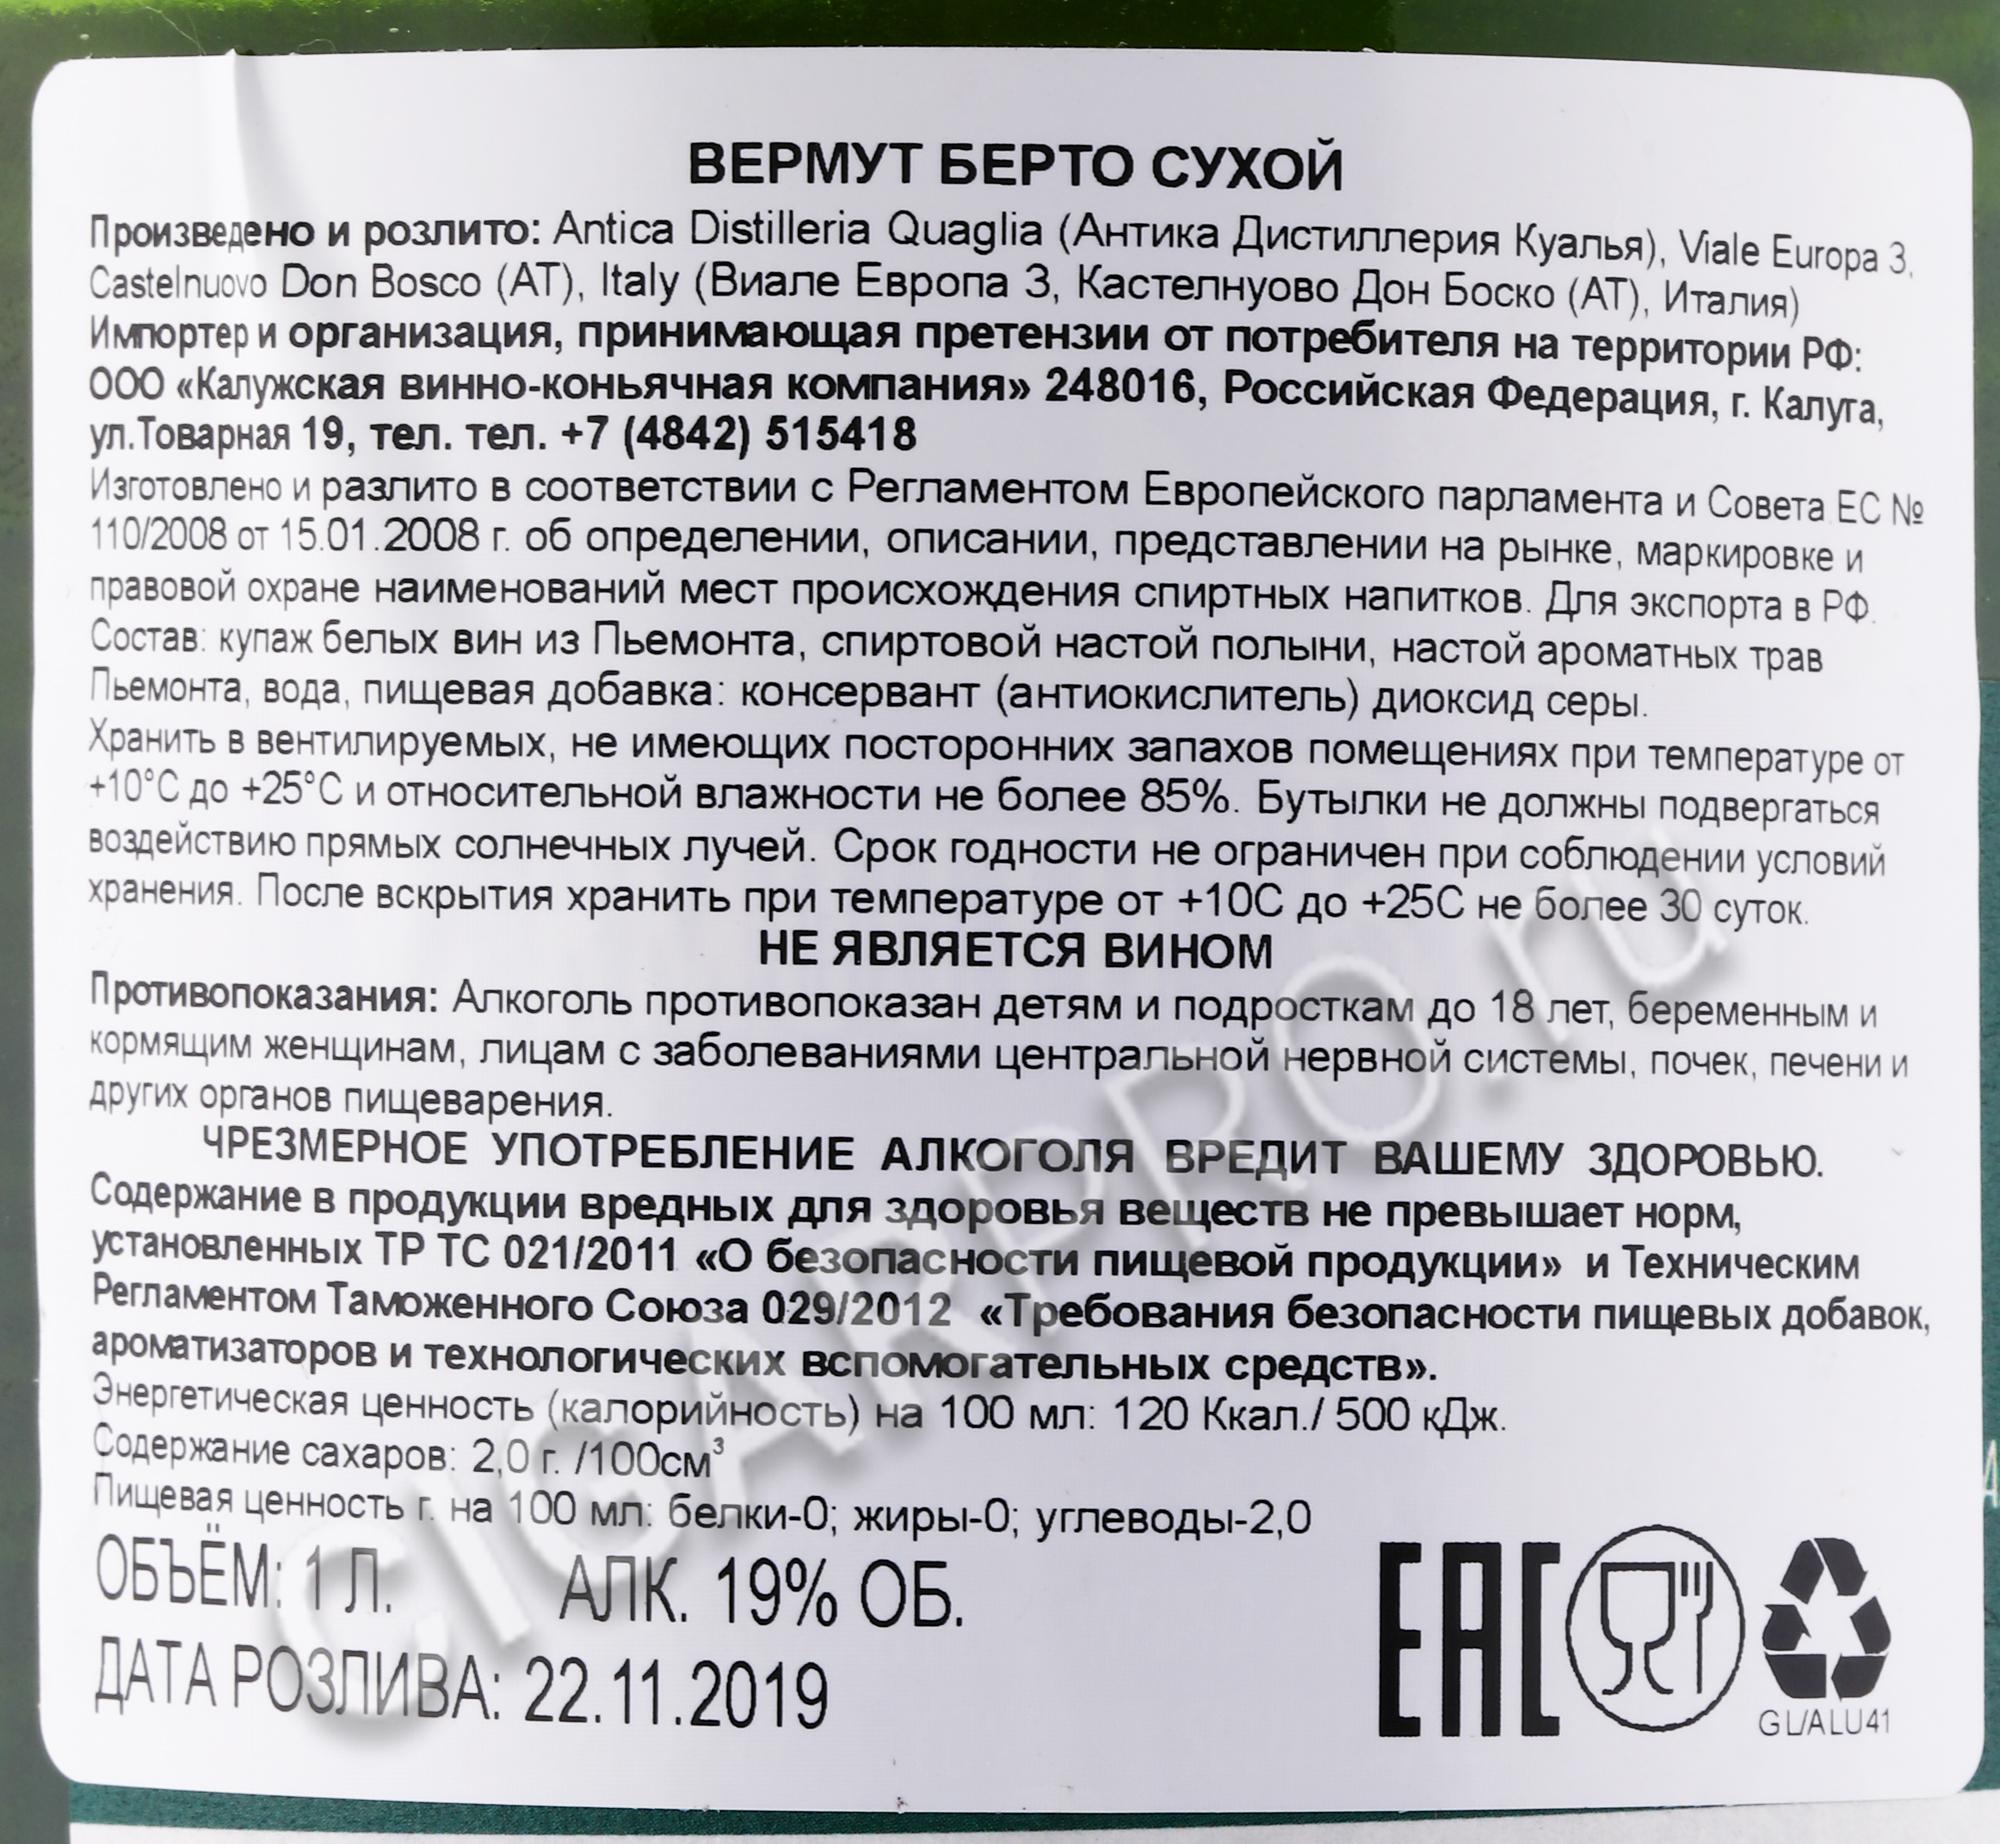 ВЕРМУТ БЕРТО СУХОЙ
Произведено и розлито: Antica Distilleria Quaglia (Антика Дистиллерия Куалья), Viale Europa 3,
Castelnuovo Don Bosco (AT), Italy (Виале Европа 3, Кастелнуово Дон Боско (АТ), Италия)
Импортер и организация, принимающая претензии от потребителя на территории РФ:
ООО «Калужская винно-коньячная компания» 248016, Российская Федерация, г. Калуга,
ул.Товарная 19, тел. тел. +7 (4842) 515418
Изготовлено и разлито в соответствии с Регламентом Европейского парламента и Совета ЕС №
110/2008 от 15.01.2008 г. об определении, описании, представлении на рынке, маркировке и
правовой охране наименований мест происхождения спиртных напитков. Для экспорта в РФ.
Состав: купаж белых вин из Пьемонта, спиртовой настой полыни, настой ароматных трав
Пьемонта, вода, пищевая добавка: консервант (антиокислитель) диоксид серы.
Хранить в вентилируемых, не имеющих посторонних запахов помещениях при температуре от
+10°С до +25°С и относительной влажности не более 85%. Бутылки не должны подвергаться
воздействию прямых солнечных лучей. Срок годности не ограничен при соблюдении условий
хранения. После вскрытия хранить при температуре от +10С до +25С не более 30 суток.
НЕ ЯВЛЯЕТСЯ ВИНОМ
Противопоказания: Алкоголь противопоказан детям и подросткам до 18 лет, беременным и
кормящим женщинам, лицам с заболеваниями центральной нервной системы, почек, печени и
других органов пищеварения.
ЧРЕЗМЕРНОЕ УПОТРЕБЛЕНИЕ АЛКОГОЛЯ ВРЕДИТ ВАШЕМУ ЗДОРОВЬЮ.
Содержание в продукции вредных для здоровья веществ не превышает норм,
установленных ТР ТС 021/2011 «О безопасности пищевой продукции» и Техническим
Регламентом Таможенного Союза 029/2012 «Требования безопасности пищевых добавок,
ароматизаторов и технологических вспомогательных средств».
Энергетическая ценность (калорийность) на 100 мл: 120 Ккал./ 500 кДж.
Содержание сахаров: 2,0 г. /100см³
Пищевая ценность г. на 100 мл: белки-0; жиры-0; углеводы-2,0
ОБЪЁМ: 1 Л. АЛК. 19% ОБ.
ДАТА РОЗЛИВА: 22.11.2019
EAC
GL/ALU41
CIGARPRO.ru